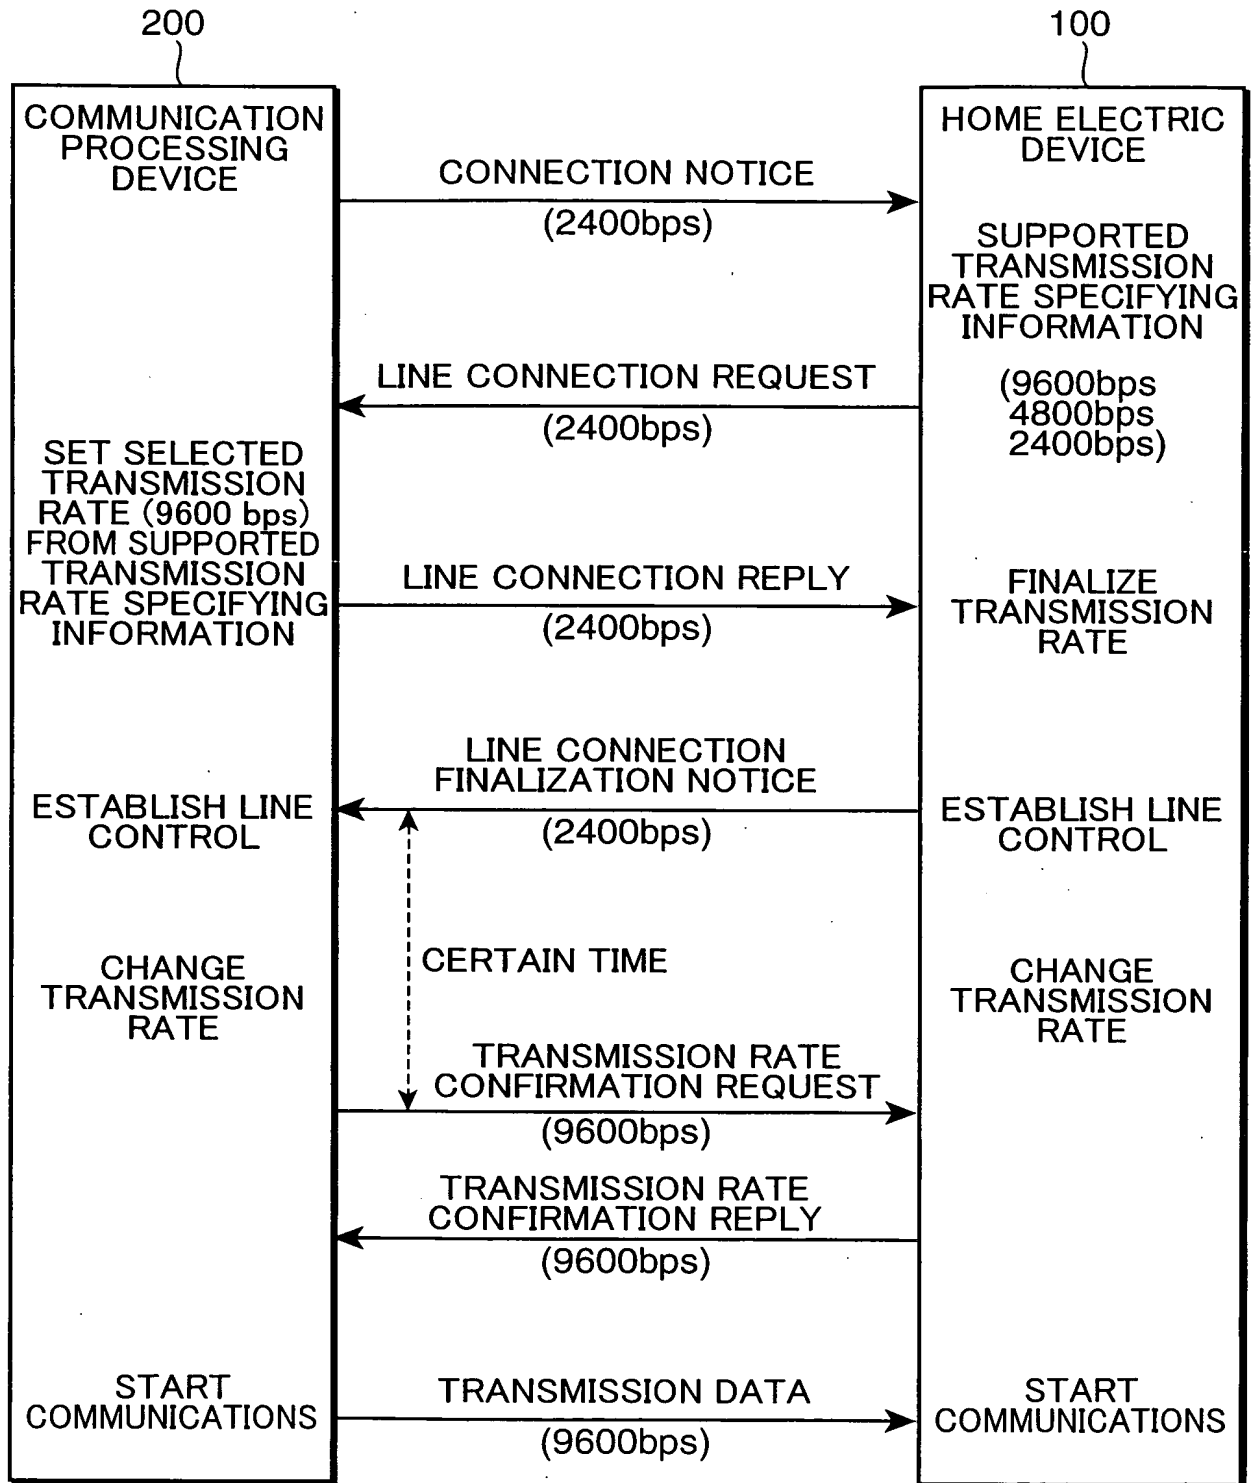 200
100
COMMUNICATION
PROCESSING
DEVICE
HOME ELECTRIC
DEVICE
CONNECTION NOTICE
(2400bps)
SUPPORTED
TRANSMISSION
RATE SPECIFYING
INFORMATION
(9600bps
4800bps
2400bps)
LINE CONNECTION REQUEST
(2400bps)
SET SELECTED
TRANSMISSION
RATE (9600 bps)
FROM SUPPORTED
TRANSMISSION
RATE SPECIFYING
INFORMATION
LINE CONNECTION REPLY
(2400bps)
FINALIZE
TRANSMISSION
RATE
LINE CONNECTION
FINALIZATION NOTICE
(2400bps)
ESTABLISH LINE
CONTROL
ESTABLISH LINE
CONTROL
CERTAIN TIME
CHANGE
TRANSMISSION
RATE
CHANGE
TRANSMISSION
RATE
TRANSMISSION RATE
CONFIRMATION REQUEST
(9600bps)
TRANSMISSION RATE
CONFIRMATION REPLY
(9600bps)
START
COMMUNICATIONS
TRANSMISSION DATA
(9600bps)
START
COMMUNICATIONS